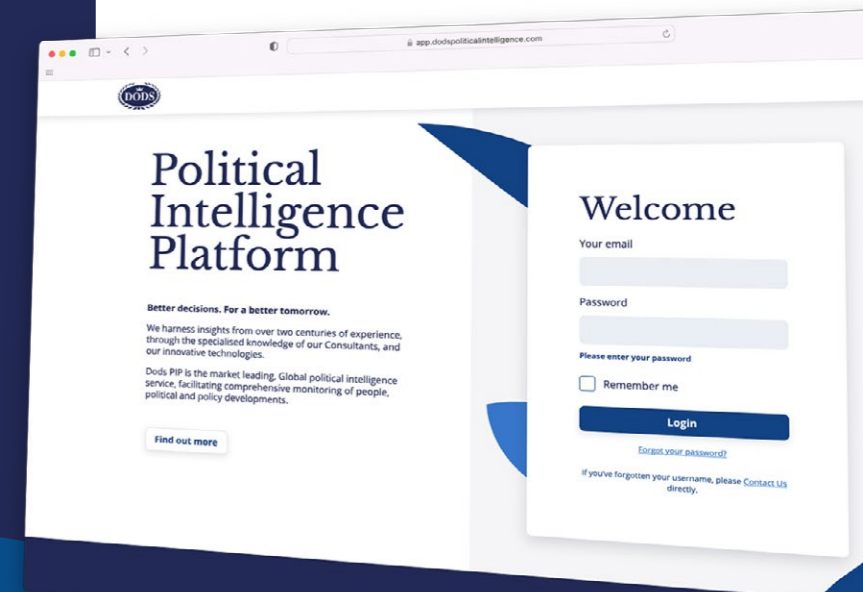 app.dodspoliticalintelligence.com
DODS
Political
Intelligence
Platform
Better decisions. For a better tomorrow.
We harness insights from over two centuries of experience,
through the specialised knowledge of our Consultants, and
our innovative technologies.
Dods PIP is the market leading, Global political intelligence
service, facilitating comprehensive monitoring of people,
political and policy developments.
Find out more
Welcome
Your email
Password
Please enter your password
Remember me
Login
Forgot your password?
If you've forgotten your username, please Contact Us
directly.